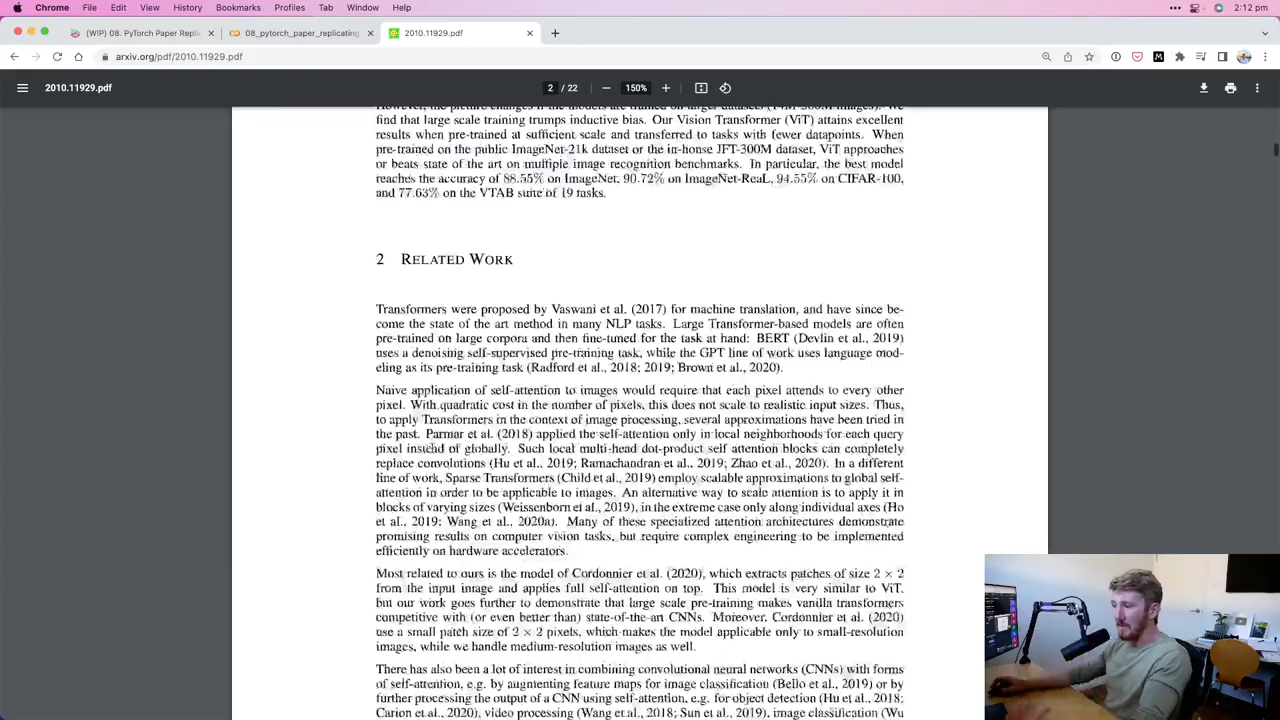 Chrome File Edit View History Bookmarks Profiles Tab Window Help 2:12 pm
(WIP) 08. PyTorch Paper Repli 08_pytorch_paper_replicating 2010.11929.pdf
arxiv.org/pdf/2010.11929.pdf
2010.11929.pdf 2 / 22 150%
However, the picture changes if the models are trained on larger datasets (14M-300M images). We
find that large scale training trumps inductive bias. Our Vision Transformer (ViT) attains excellent
results when pre-trained at sufficient scale and transferred to tasks with fewer datapoints. When
pre-trained on the public ImageNet-21k dataset or the in-house JFT-300M dataset, ViT approaches
or beats state of the art on multiple image recognition benchmarks. In particular, the best model
reaches the accuracy of 88.55% on ImageNet, 90.72% on ImageNet-ReaL, 94.55% on CIFAR-100,
and 77.63% on the VTAB suite of 19 tasks.
2 RELATED WORK
Transformers were proposed by Vaswani et al. (2017) for machine translation, and have since be-
come the state of the art method in many NLP tasks. Large Transformer-based models are often
pre-trained on large corpora and then fine-tuned for the task at hand: BERT (Devlin et al., 2019)
uses a denoising self-supervised pre-training task, while the GPT line of work uses language mod-
eling as its pre-training task (Radford et al., 2018; 2019; Brown et al., 2020).
Naive application of self-attention to images would require that each pixel attends to every other
pixel. With quadratic cost in the number of pixels, this does not scale to realistic input sizes. Thus,
to apply Transformers in the context of image processing, several approximations have been tried in
the past. Parmar et al. (2018) applied the self-attention only in local neighborhoods for each query
pixel instead of globally. Such local multi-head dot-product self attention blocks can completely
replace convolutions (Hu et al., 2019; Ramachandran et al., 2019; Zhao et al., 2020). In a different
line of work, Sparse Transformers (Child et al., 2019) employ scalable approximations to global self-
attention in order to be applicable to images. An alternative way to scale attention is to apply it in
blocks of varying sizes (Weissenborn et al., 2019), in the extreme case only along individual axes (Ho
et al., 2019; Wang et al., 2020a). Many of these specialized attention architectures demonstrate
promising results on computer vision tasks, but require complex engineering to be implemented
efficiently on hardware accelerators.
Most related to ours is the model of Cordonnier et al. (2020), which extracts patches of size 2 × 2
from the input image and applies full self-attention on top. This model is very similar to ViT,
but our work goes further to demonstrate that large scale pre-training makes vanilla transformers
competitive with (or even better than) state-of-the-art CNNs. Moreover, Cordonnier et al. (2020)
use a small patch size of 2 × 2 pixels, which makes the model applicable only to small-resolution
images, while we handle medium-resolution images as well.
There has also been a lot of interest in combining convolutional neural networks (CNNs) with forms
of self-attention, e.g. by augmenting feature maps for image classification (Bello et al., 2019) or by
further processing the output of a CNN using self-attention, e.g. for object detection (Hu et al., 2018;
Carion et al., 2020), video processing (Wang et al., 2018; Sun et al., 2019), image classification (Wu